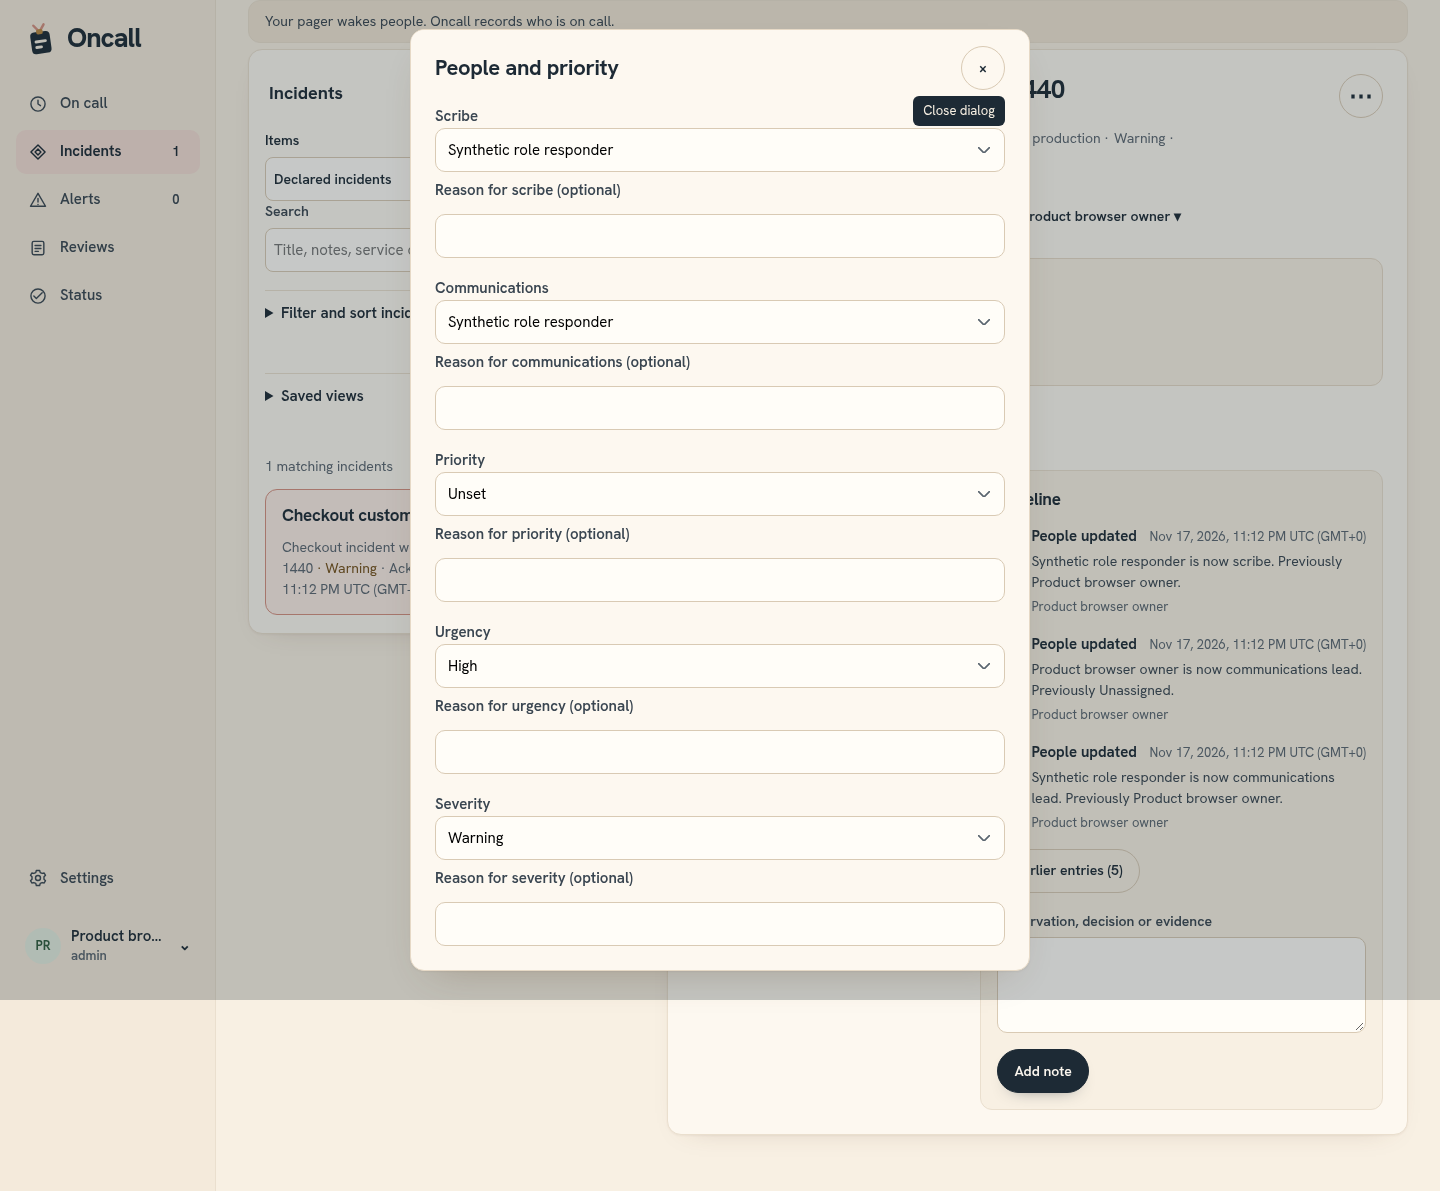 Oncall
On call
Incidents 1
Alerts 0
Reviews
Status
Settings
PR
Product bro...
admin
Your pager wakes people. Oncall records who is on call.
Incidents
Items
Declared incidents
Search
Title, notes, service
Filter and sort
Saved views
1 matching incidents
Checkout
Checkout incident
1440 · Warning ·
11:12 PM UTC
People and priority
×
Close dialog
Scribe
Synthetic role responder
Reason for scribe (optional)
Communications
Synthetic role responder
Reason for communications (optional)
Priority
Unset
Reason for priority (optional)
Urgency
High
Reason for urgency (optional)
Severity
Warning
Reason for severity (optional)
440
...
production · Warning ·
roduct browser owner ▾
eline
People updated Nov 17, 2026, 11:12 PM UTC (GMT+0)
Synthetic role responder is now scribe. Previously
Product browser owner.
Product browser owner
People updated Nov 17, 2026, 11:12 PM UTC (GMT+0)
Product browser owner is now communications lead.
Previously Unassigned.
Product browser owner
People updated Nov 17, 2026, 11:12 PM UTC (GMT+0)
Synthetic role responder is now communications
lead. Previously Product browser owner.
Product browser owner
rlier entries (5)
rvation, decision or evidence
Add note